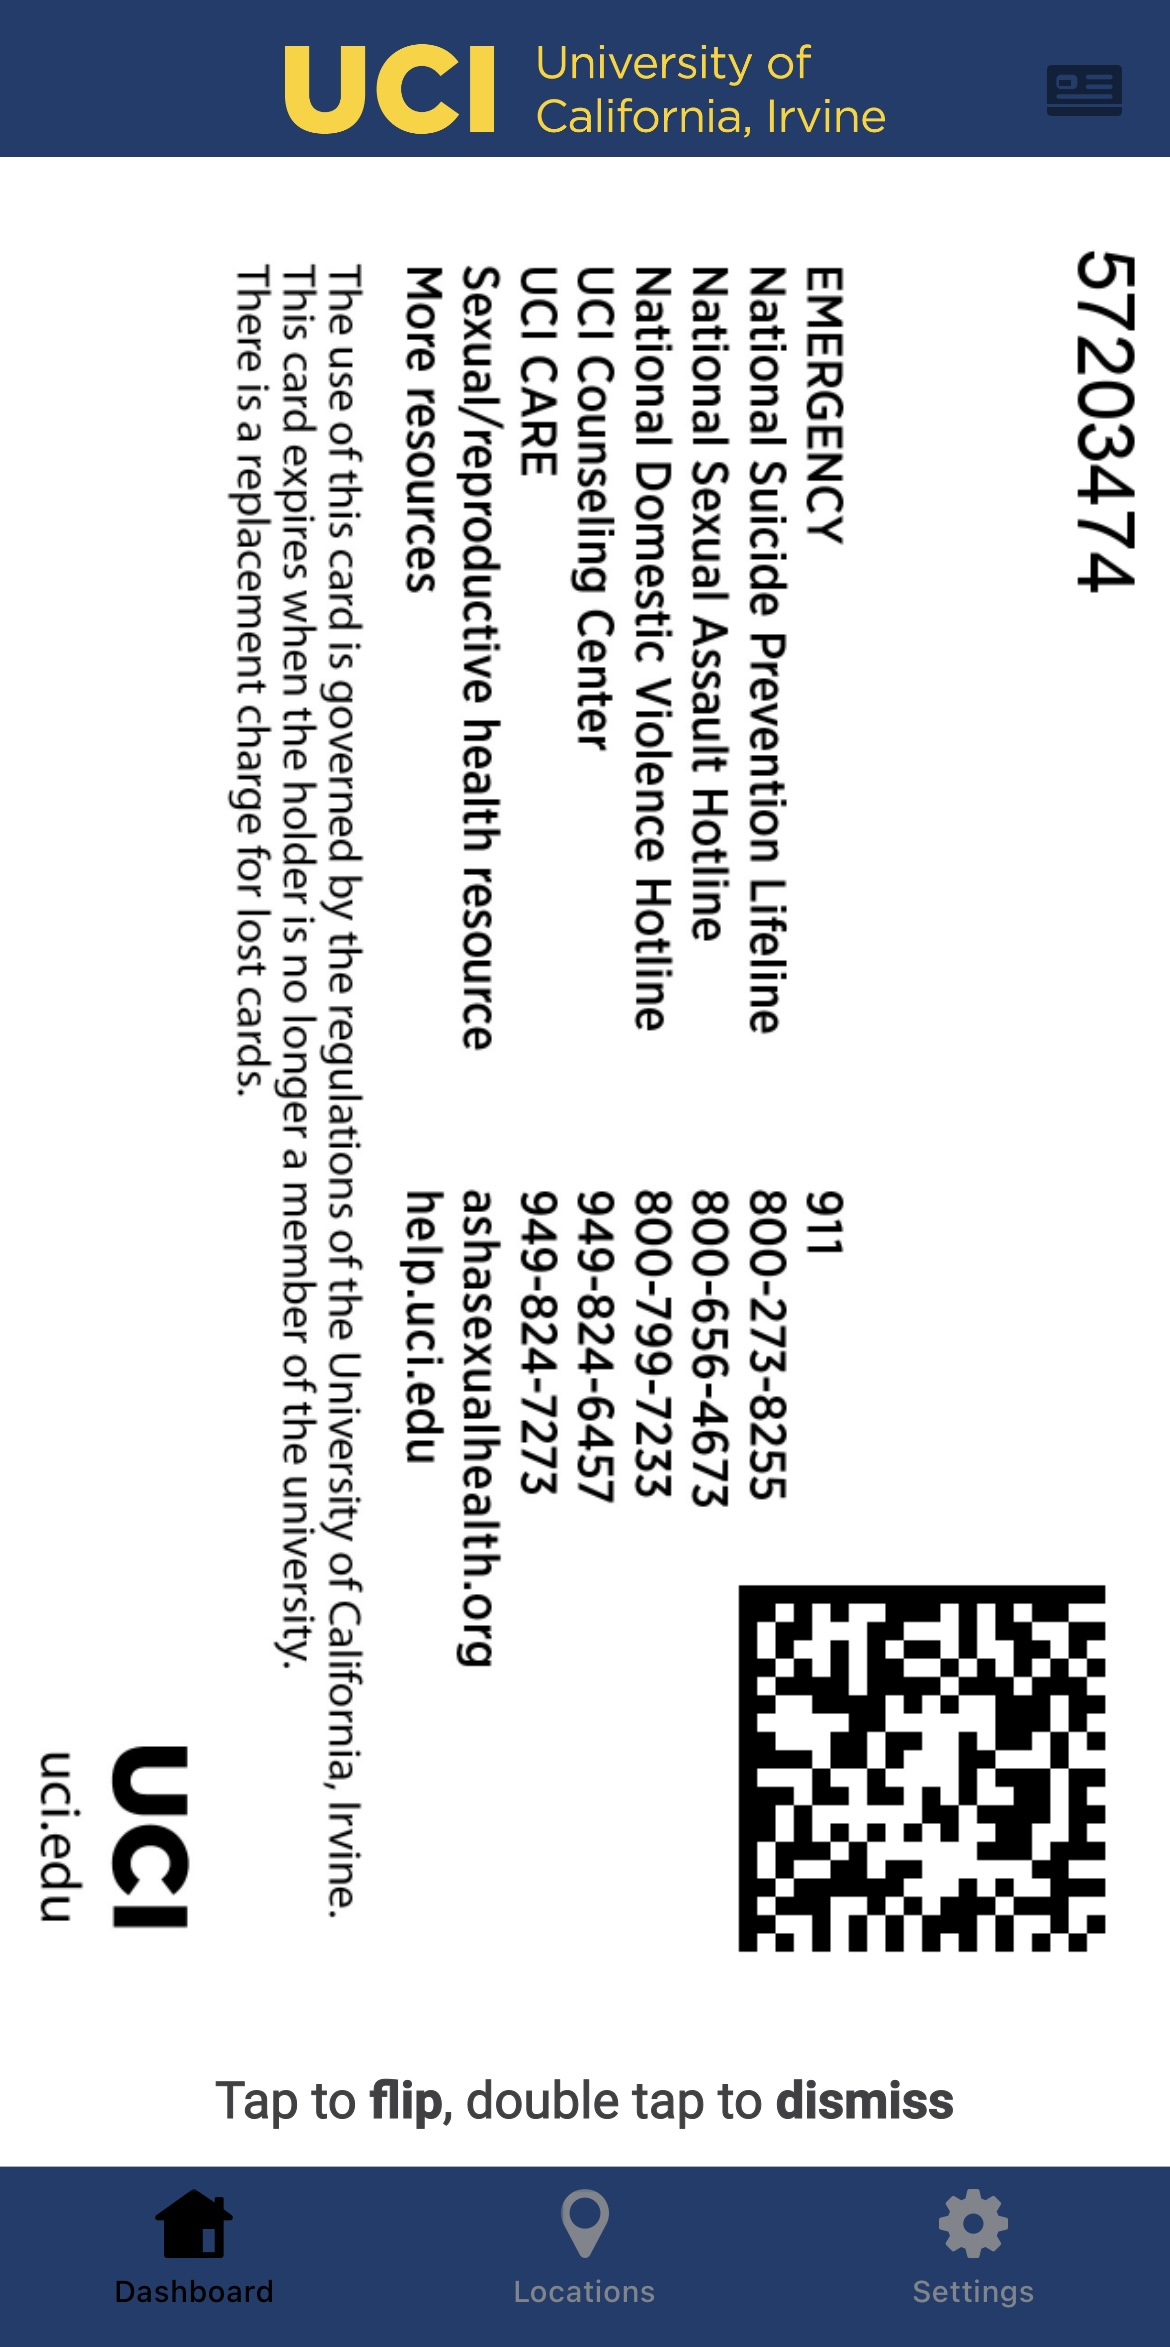 UCI University of
California, Irvine
57203474
EMERGENCY 911
National Suicide Prevention Lifeline 800-273-8255
National Sexual Assault Hotline 800-656-4673
National Domestic Violence Hotline 800-799-7233
UCI Counseling Center 949-824-6457
UCI CARE 949-824-7273
Sexual/reproductive health resource ashasexualhealth.org
More resources help.uci.edu
The use of this card is governed by the regulations of the University of California, Irvine.
This card expires when the holder is no longer a member of the university.
There is a replacement charge for lost cards.
UCI
uci.edu
Tap to flip, double tap to dismiss
Dashboard Locations Settings